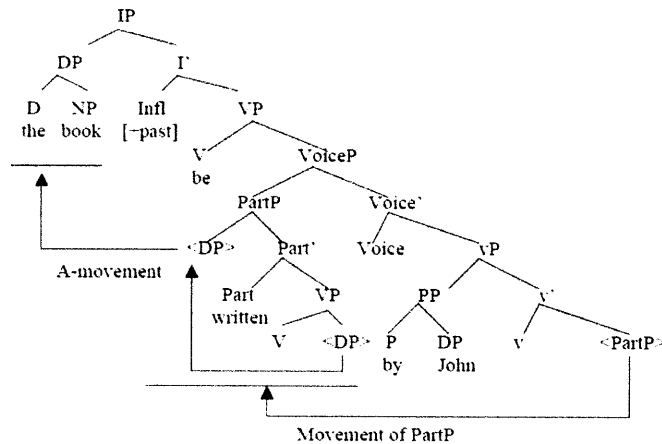 IP
DP I'
D NP Infl VP
the book [+past]
V VoiceP
be
PartP Voice'
<DP> Part' Voice vP
A-movement
Part VP PP v'
written
V <DP> P DP v <PartP>
by John
Movement of PartP